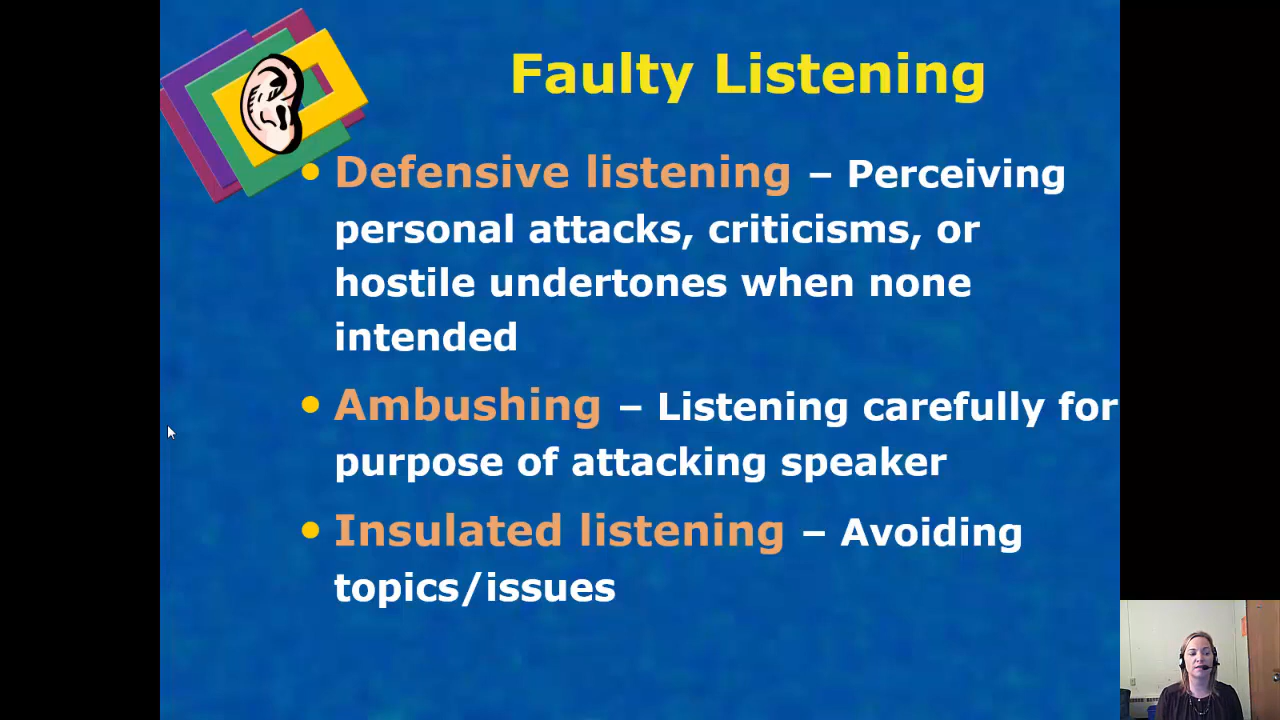 Faulty Listening
• Defensive listening – Perceiving
personal attacks, criticisms, or
hostile undertones when none
intended
• Ambushing – Listening carefully for
purpose of attacking speaker
• Insulated listening – Avoiding
topics/issues